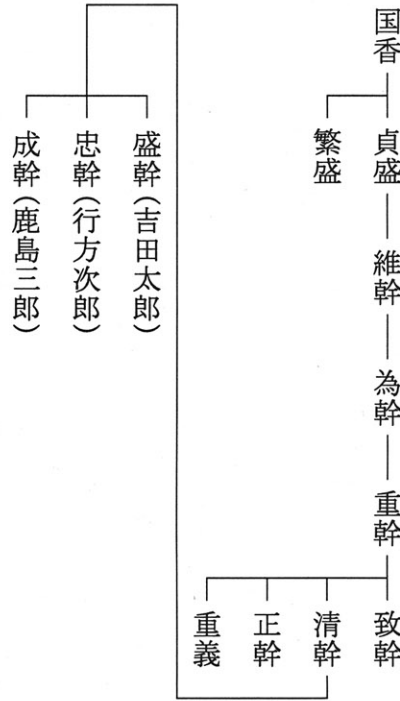 国香
貞盛
繁盛
維幹
為幹
重幹
致幹
清幹
正幹
重義
盛幹（吉田太郎）
忠幹（行方次郎）
成幹（鹿島三郎）